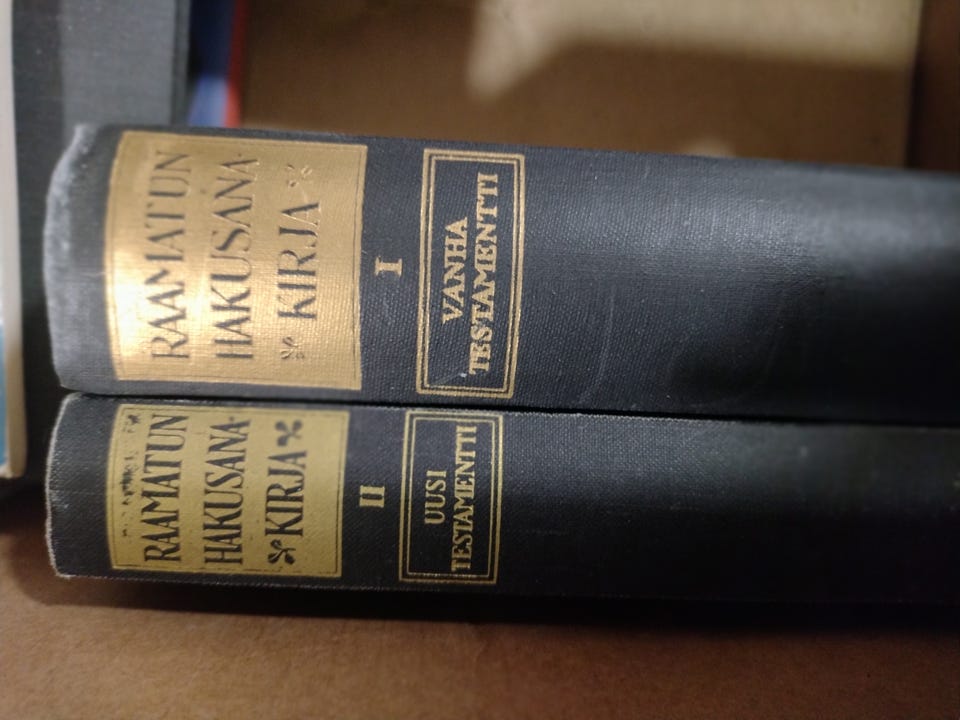 RAAMATUN
HAKUSANA-
KIRJA
I
VANHA
TESTAMENTTI
RAAMATUN
HAKUSANA-
KIRJA
II
UUSI
TESTAMENTTI